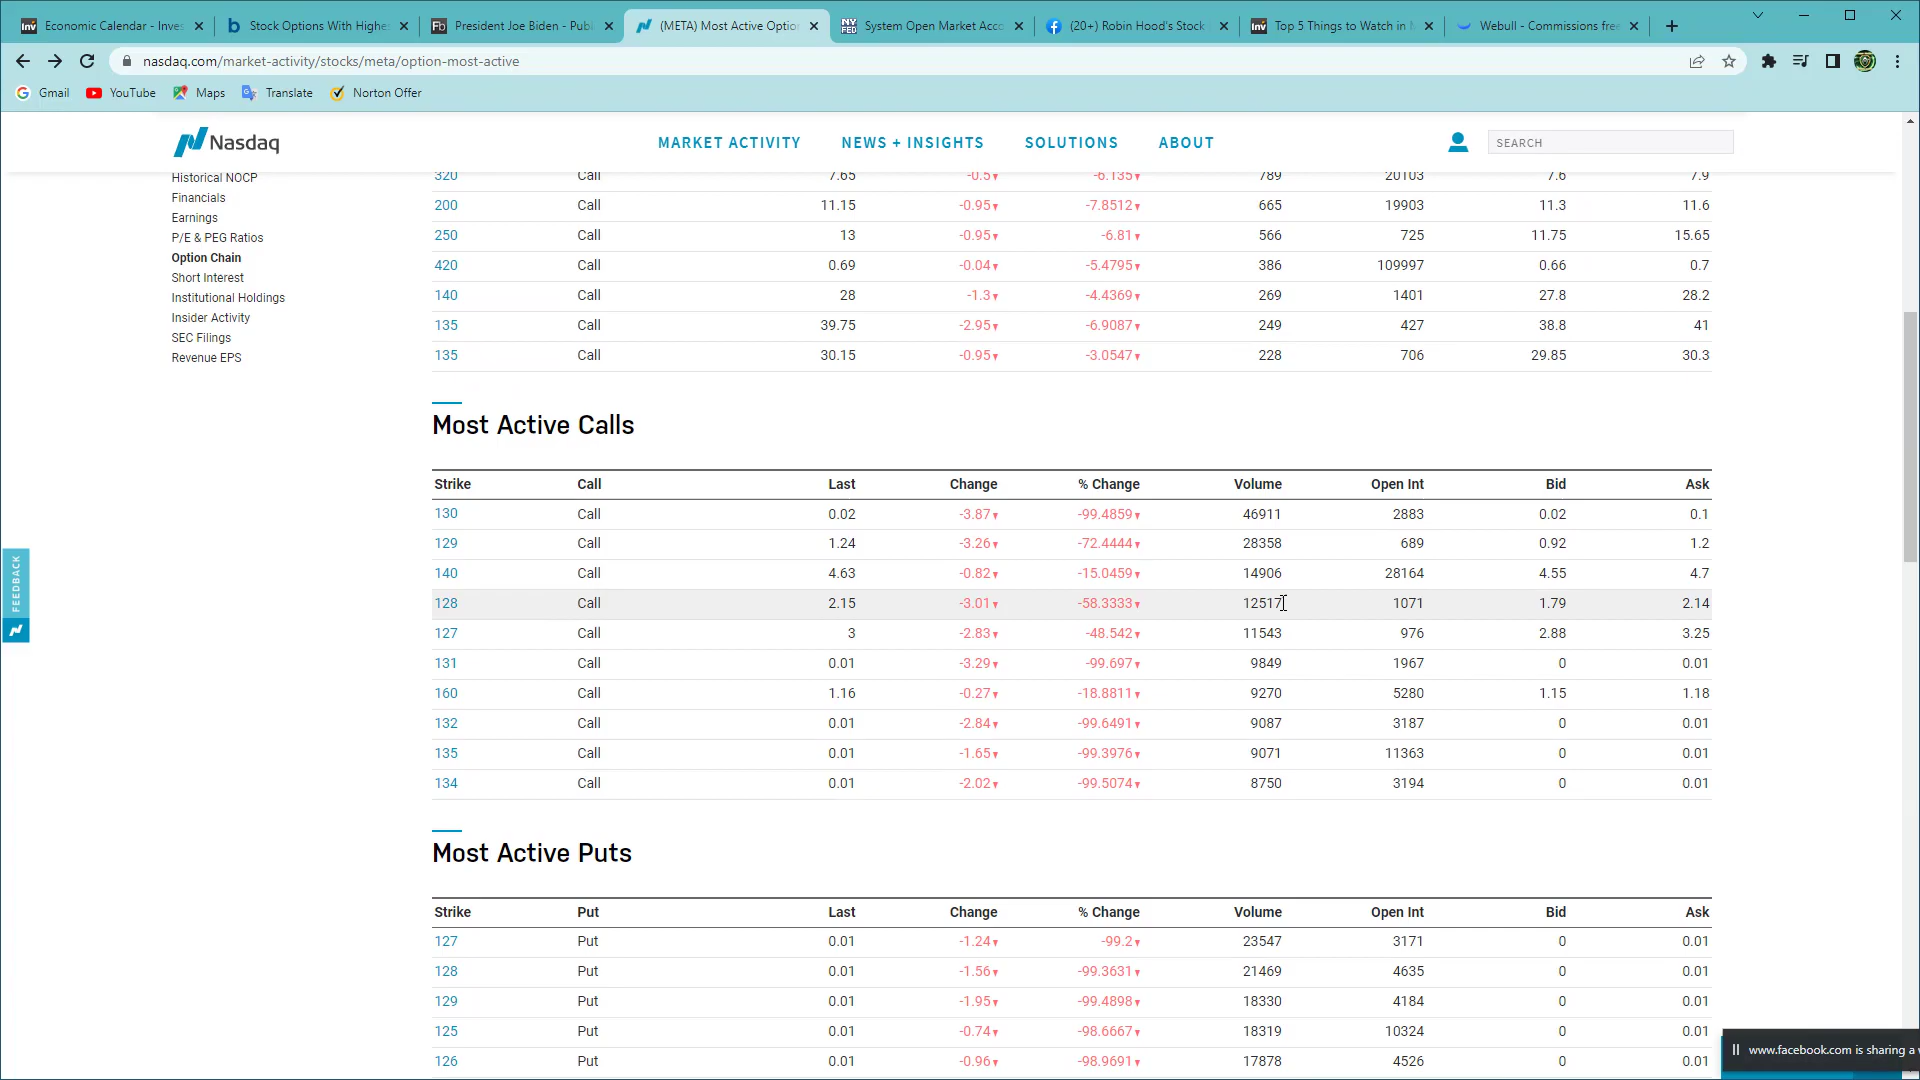 Economic Calendar - Inves
Stock Options With Highe
President Joe Biden - Publ
(META) Most Active Optio
System Open Market Acco
(20+) Robin Hood's Stock
Top 5 Things to Watch in
Webull - Commissions free
nasdaq.com/market-activity/stocks/meta/option-most-active
Gmail YouTube Maps Translate Norton Offer
Nasdaq MARKET ACTIVITY NEWS + INSIGHTS SOLUTIONS ABOUT SEARCH
Historical NOCP
Financials
Earnings
P/E & PEG Ratios
Option Chain
Short Interest
Institutional Holdings
Insider Activity
SEC Filings
Revenue EPS
FEEDBACK
320 Call 7.65 -0.5▼ -6.135▼ 789 20103 7.6 7.9
200 Call 11.15 -0.95▼ -7.8512▼ 665 19903 11.3 11.6
250 Call 13 -0.95▼ -6.81▼ 566 725 11.75 15.65
420 Call 0.69 -0.04▼ -5.4795▼ 386 109997 0.66 0.7
140 Call 28 -1.3▼ -4.4369▼ 269 1401 27.8 28.2
135 Call 39.75 -2.95▼ -6.9087▼ 249 427 38.8 41
135 Call 30.15 -0.95▼ -3.0547▼ 228 706 29.85 30.3
Most Active Calls
Strike Call Last Change % Change Volume Open Int Bid Ask
130 Call 0.02 -3.87▼ -99.4859▼ 46911 2883 0.02 0.1
129 Call 1.24 -3.26▼ -72.4444▼ 28358 689 0.92 1.2
140 Call 4.63 -0.82▼ -15.0459▼ 14906 28164 4.55 4.7
128 Call 2.15 -3.01▼ -58.3333▼ 12517 1071 1.79 2.14
127 Call 3 -2.83▼ -48.542▼ 11543 976 2.88 3.25
131 Call 0.01 -3.29▼ -99.697▼ 9849 1967 0 0.01
160 Call 1.16 -0.27▼ -18.8811▼ 9270 5280 1.15 1.18
132 Call 0.01 -2.84▼ -99.6491▼ 9087 3187 0 0.01
135 Call 0.01 -1.65▼ -99.3976▼ 9071 11363 0 0.01
134 Call 0.01 -2.02▼ -99.5074▼ 8750 3194 0 0.01
Most Active Puts
Strike Put Last Change % Change Volume Open Int Bid Ask
127 Put 0.01 -1.24▼ -99.2▼ 23547 3171 0 0.01
128 Put 0.01 -1.56▼ -99.3631▼ 21469 4635 0 0.01
129 Put 0.01 -1.95▼ -99.4898▼ 18330 4184 0 0.01
125 Put 0.01 -0.74▼ -98.6667▼ 18319 10324 0 0.01
126 Put 0.01 -0.96▼ -98.9691▼ 17878 4526 0 0.01
www.facebook.com is sharing a